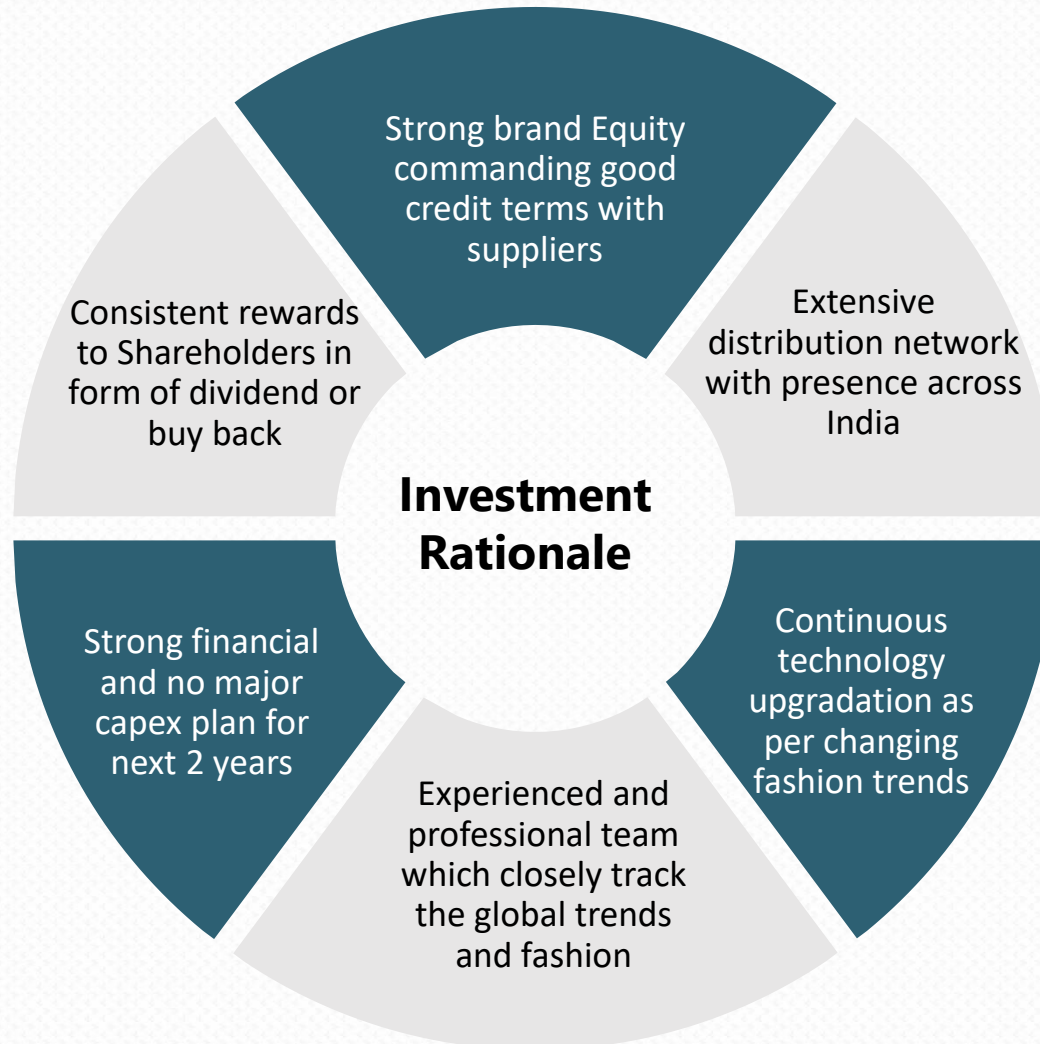 Strong brand Equity
commanding good
credit terms with
suppliers
Extensive
distribution network
with presence across
India
Continuous
technology
upgradation as
per changing
fashion trends
Experienced and
professional team
which closely track
the global trends
and fashion
Strong financial
and no major
capex plan for
next 2 years
Consistent rewards
to Shareholders in
form of dividend or
buy back
Investment
Rationale